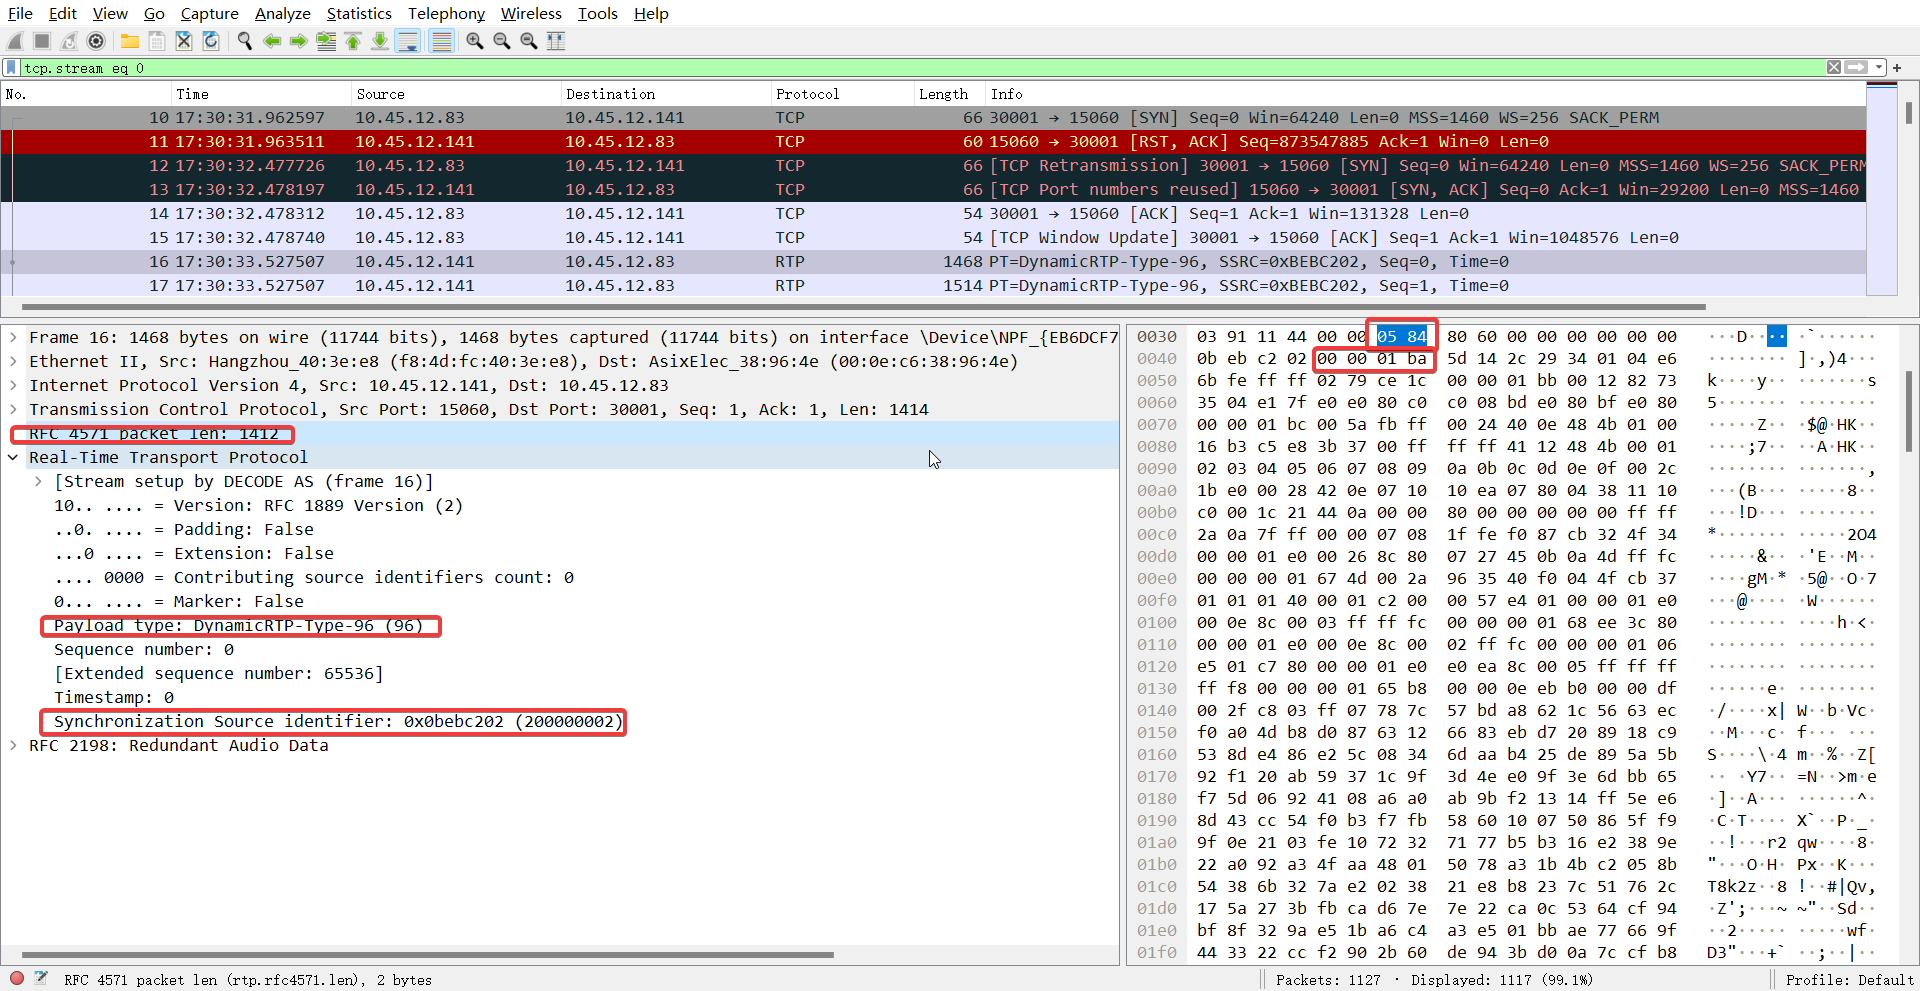 File Edit View Go Capture Analyze Statistics Telephony Wireless Tools Help
tcp.stream eq 0
No. Time Source Destination Protocol Length Info
10 17:30:31.962597 10.45.12.83 10.45.12.141 TCP 66 30001 → 15060 [SYN] Seq=0 Win=64240 Len=0 MSS=1460 WS=256 SACK_PERM
11 17:30:31.963511 10.45.12.141 10.45.12.83 TCP 60 15060 → 30001 [RST, ACK] Seq=873547885 Ack=1 Win=0 Len=0
12 17:30:32.477726 10.45.12.83 10.45.12.141 TCP 66 [TCP Retransmission] 30001 → 15060 [SYN] Seq=0 Win=64240 Len=0 MSS=1460 WS=256 SACK_PERM
13 17:30:32.478197 10.45.12.141 10.45.12.83 TCP 66 [TCP Port numbers reused] 15060 → 30001 [SYN, ACK] Seq=0 Ack=1 Win=29200 Len=0 MSS=1460
14 17:30:32.478312 10.45.12.83 10.45.12.141 TCP 54 30001 → 15060 [ACK] Seq=1 Ack=1 Win=131328 Len=0
15 17:30:32.478740 10.45.12.83 10.45.12.141 TCP 54 [TCP Window Update] 30001 → 15060 [ACK] Seq=1 Ack=1 Win=1048576 Len=0
16 17:30:33.527507 10.45.12.141 10.45.12.83 RTP 1468 PT=DynamicRTP-Type-96, SSRC=0xBEBC202, Seq=0, Time=0
17 17:30:33.527507 10.45.12.141 10.45.12.83 RTP 1514 PT=DynamicRTP-Type-96, SSRC=0xBEBC202, Seq=1, Time=0
Frame 16: 1468 bytes on wire (11744 bits), 1468 bytes captured (11744 bits) on interface \Device\NPF_{EB6DCF7
Ethernet II, Src: Hangzhou_40:3e:e8 (f8:4d:fc:40:3e:e8), Dst: AsixElec_38:96:4e (00:0e:c6:38:96:4e)
Internet Protocol Version 4, Src: 10.45.12.141, Dst: 10.45.12.83
Transmission Control Protocol, Src Port: 15060, Dst Port: 30001, Seq: 1, Ack: 1, Len: 1414
RFC 4571 packet len: 1412
Real-Time Transport Protocol
[Stream setup by DECODE AS (frame 16)]
10.. .... = Version: RFC 1889 Version (2)
..0. .... = Padding: False
...0 .... = Extension: False
.... 0000 = Contributing source identifiers count: 0
0... .... = Marker: False
Payload type: DynamicRTP-Type-96 (96)
Sequence number: 0
[Extended sequence number: 65536]
Timestamp: 0
Synchronization Source identifier: 0x0bebc202 (200000002)
RFC 2198: Redundant Audio Data
0030 03 91 11 44 00 00 05 84 80 60 00 00 00 00 00 00 ···D···· ·`······
0040 0b eb c2 02 00 00 01 ba 5d 14 2c 29 34 01 04 e6 ········ ]·,)4···
0050 6b fe ff ff 02 79 ce 1c 00 00 01 bb 00 12 82 73 k····y·· ·······s
0060 35 04 e1 7f e0 e0 80 c0 c0 08 bd e0 80 bf e0 80 5······· ········
0070 00 00 01 bc 00 5a fb ff 00 24 40 0e 48 4b 01 00 ·····Z·· ·$@·HK··
0080 16 b3 c5 e8 3b 37 00 ff ff ff ff 41 12 48 4b 00 01 ····;7·· ··A·HK··
0090 02 03 04 05 06 07 08 09 0a 0b 0c 0d 0e 0f 00 2c ········ ·······,
00a0 1b e0 00 28 42 0e 07 10 10 ea 07 80 04 38 11 10 ···(B··· ·····8··
00b0 c0 00 1c 21 44 0a 00 00 80 00 00 00 00 00 ff ff ···!D··· ········
00c0 2a 0a 7f ff 00 00 07 08 1f fe f0 87 cb 32 4f 34 *······· ·····2O4
00d0 00 00 01 e0 00 26 8c 80 07 27 45 0b 0a 4d ff fc ·····&·· ·'E··M··
00e0 00 00 00 01 67 4d 00 2a 96 35 40 f0 04 4f cb 37 ····gM·* ·5@··O·7
00f0 01 01 01 40 00 01 c2 00 00 57 e4 01 00 00 01 e0 ···@···· ·W······
0100 00 0e 8c 00 03 ff ff fc 00 00 00 01 68 ee 3c 80 ········ ····h·<·
0110 00 00 01 e0 00 0e 8c 00 02 ff fc 00 00 00 01 06 ········ ········
0120 e5 01 c7 80 00 00 01 e0 e0 ea 8c 00 05 ff ff ff ········ ········
0130 ff f8 00 00 00 01 65 b8 00 00 0e eb b0 00 00 df ······e· ········
0140 00 2f c8 03 ff 07 78 7c 57 bd a8 62 1c 56 63 ec ·/····x| W··b·Vc·
0150 f0 a0 4d b8 d0 87 63 12 66 83 eb d7 20 89 18 c9 ··M···c· f··· ···
0160 53 8d e4 86 e2 5c 08 34 6d aa b4 25 de 89 5a 5b S····\·4 m··%··Z[
0170 92 f1 20 ab 59 37 1c 9f 3d 4e e0 9f 3e 6d bb 65 ·· ·Y7·· =N··>m·e
0180 f7 5d 06 92 41 08 a6 a0 ab 9b f2 13 14 ff 5e e6 ·]··A··· ······^·
0190 8d 43 cc 54 f0 b3 f7 fb 58 60 10 07 50 86 5f f9 ·C·T···· X`··P·_·
01a0 9f 0e 21 03 fe 10 72 32 71 77 b5 b3 16 e2 38 9e ··!···r2 qw····8·
01b0 22 a0 92 a3 4f aa 48 01 50 78 a3 1b 4b c2 05 8b "···O·H· Px··K···
01c0 54 38 6b 32 7a e2 02 38 21 e8 b8 23 7c 51 76 2c T8k2z··8 !··#|Qv,
01d0 17 5a 27 3b fb ca d6 7e 7e 22 ca 0c 53 64 cf 94 ·Z';···~ ~"··Sd··
01e0 bf 8f 32 9a e5 1b a6 c4 a3 e5 01 bb ae 77 66 9f ··2····· ·····wf·
01f0 44 33 22 cc f2 90 2b 60 de 94 3b d0 0a 7c cf b8 D3"···+` ··;··|··
RFC 4571 packet len (rtp.rfc4571.len), 2 bytes
Packets: 1127 · Displayed: 1117 (99.1%)
Profile: Default